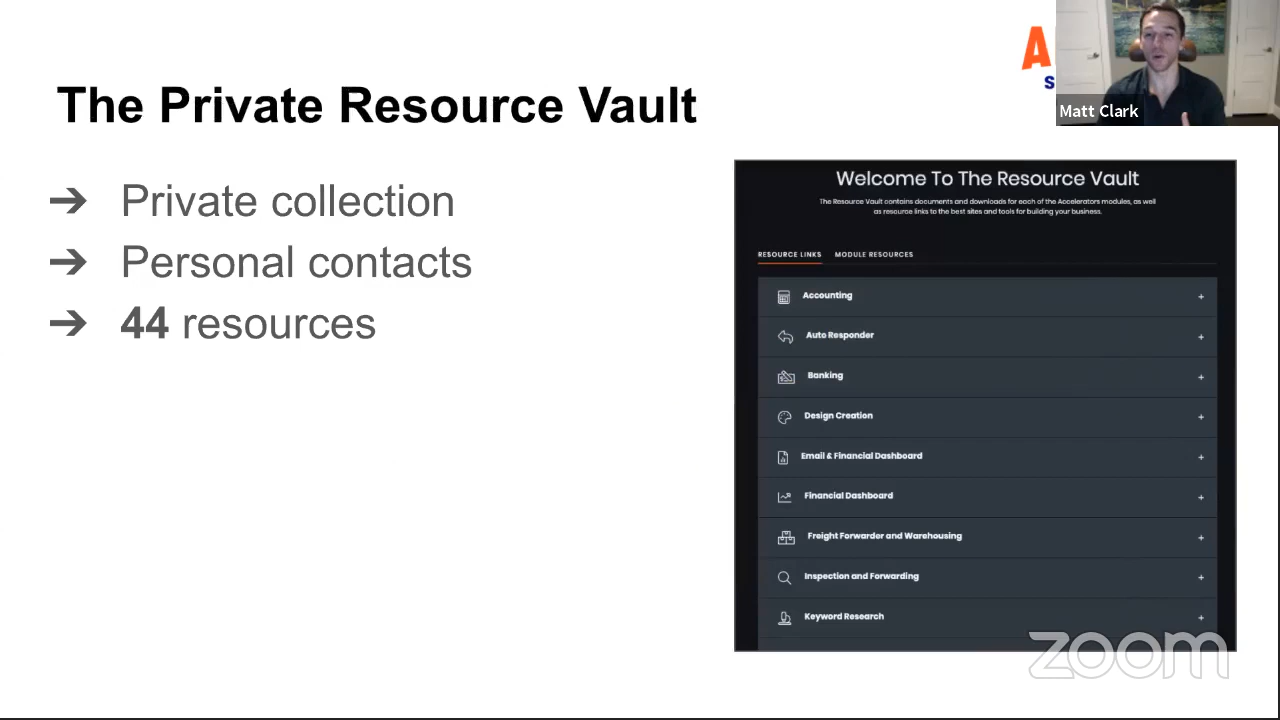 The Private Resource Vault
A
S
Matt Clark
➔ Private collection
➔ Personal contacts
➔ 44 resources
Welcome To The Resource Vault
The Resource Vault contains documents and downloads for each of the Accelerators modules, as well
as resource links to the best sites and tools for building your business.
RESOURCE LINKS MODULE RESOURCES
Accounting +
Auto Responder +
Banking +
Design Creation +
Email & Financial Dashboard +
Financial Dashboard +
Freight Forwarder and Warehousing +
Inspection and Forwarding +
Keyword Research +
zoom